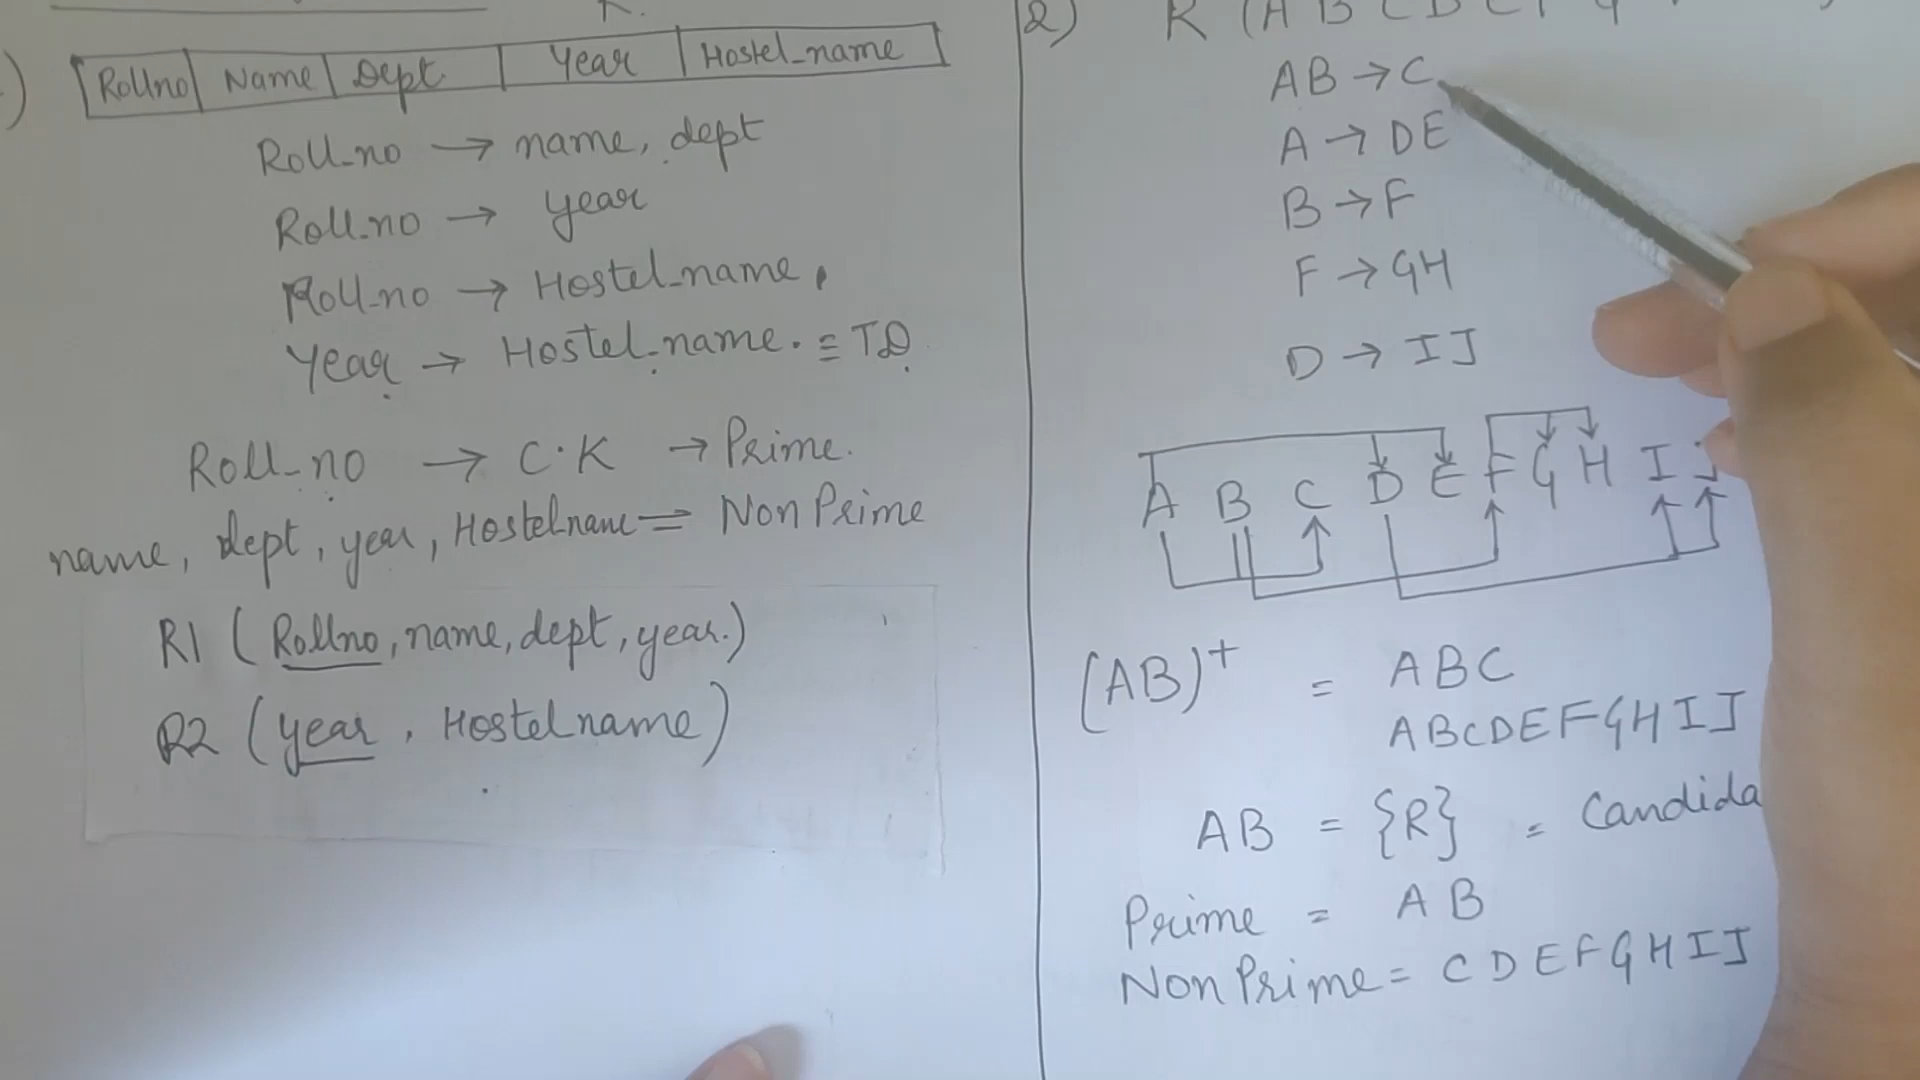 Rollno Name Dept Year Hostel_name
Roll_no → name, dept
Roll_no → year
Roll_no → Hostel_name,
Year → Hostel_name. = TD
Roll_no → C.K → Prime.
name, dept, year, Hostelname = Non Prime
R1 (Rollno, name, dept, year.)
R2 (year, Hostelname)
2) R (A B C D E F G
AB → C
A → DE
B → F
F → GH
D → IJ
A B C D E F G H I J
(AB)+ = ABC
ABCDEFGHIJ
AB = {R} = Candida
Prime = AB
Non Prime = CDEFGHIJ